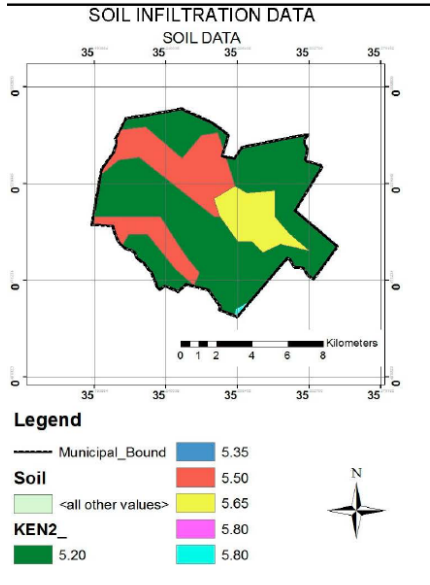 SOIL INFILTRATION DATA
SOIL DATA
35 35 35 35 35
0 0
0 0
0 0
0 0
Kilometers
0 1 2 4 6 8
35 35 35 35 35
Legend
Municipal_Bound
Soil
<all other values>
KEN2_
5.20
5.35
5.50
5.65
5.80
5.80
N